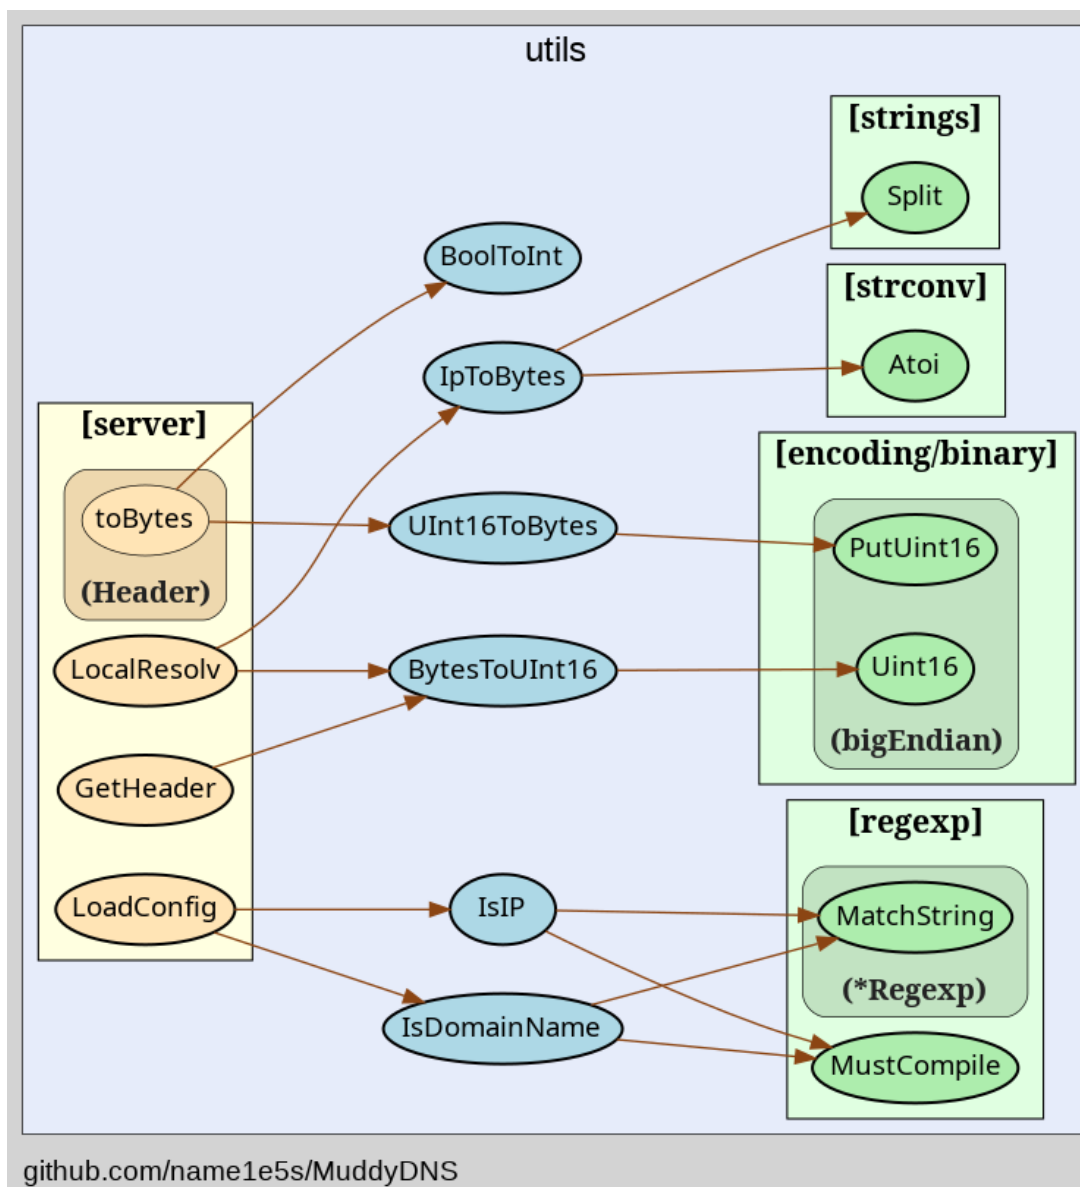 utils
[strings]
Split
BoolToInt
[strconv]
IpToBytes
Atoi
[server]
[encoding/binary]
toBytes
UInt16ToBytes
PutUint16
(Header)
LocalResolv
BytesToUInt16
Uint16
(bigEndian)
GetHeader
[regexp]
LoadConfig
IsIP
MatchString
(*Regexp)
IsDomainName
MustCompile
github.com/name1e5s/MuddyDNS